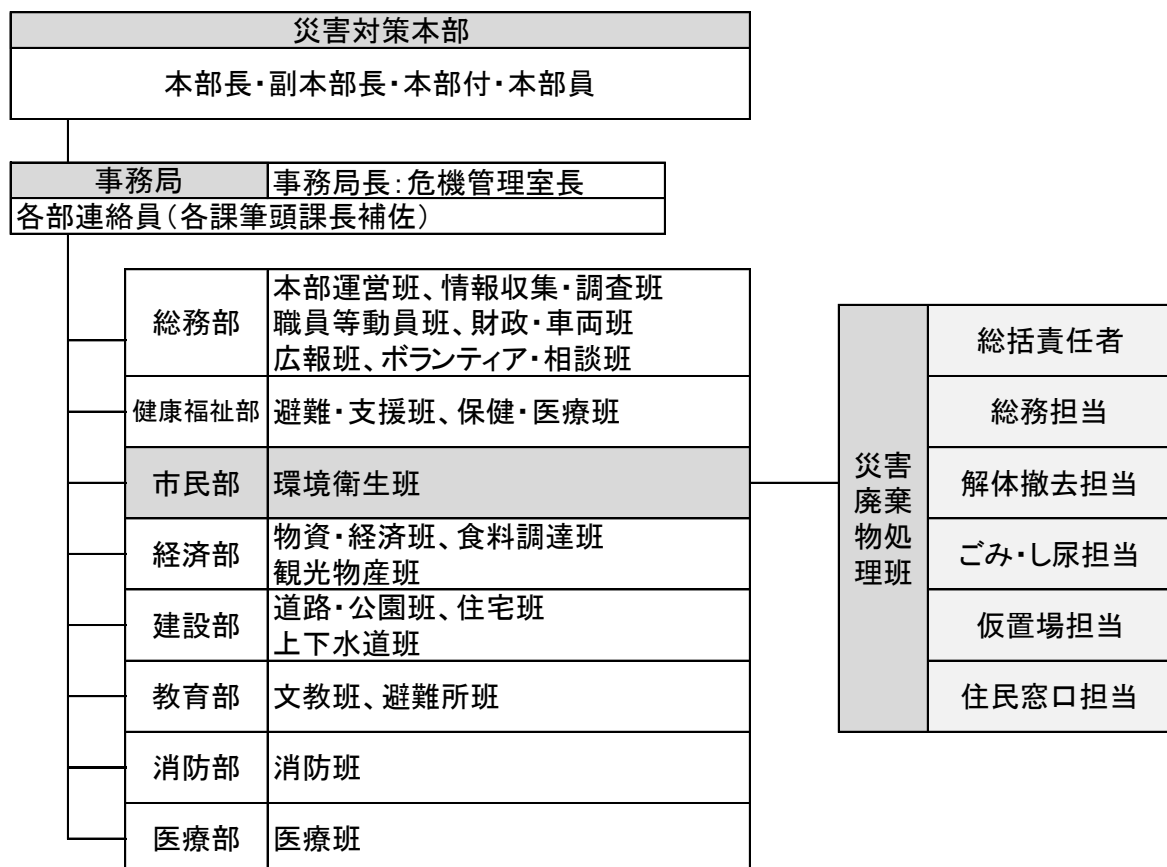 災害対策本部
本部長・副本部長・本部付・本部員
事務局
事務局長：危機管理室長
各部連絡員（各課筆頭課長補佐）
総務部
本部運営班、情報収集・調査班
職員等動員班、財政・車両班
広報班、ボランティア・相談班
健康福祉部
避難・支援班、保健・医療班
市民部
環境衛生班
経済部
物資・経済班、食料調達班
観光物産班
建設部
道路・公園班、住宅班
上下水道班
教育部
文教班、避難所班
消防部
消防班
医療部
医療班
災害
廃棄
物処
理班
総括責任者
総務担当
解体撤去担当
ごみ・し尿担当
仮置場担当
住民窓口担当